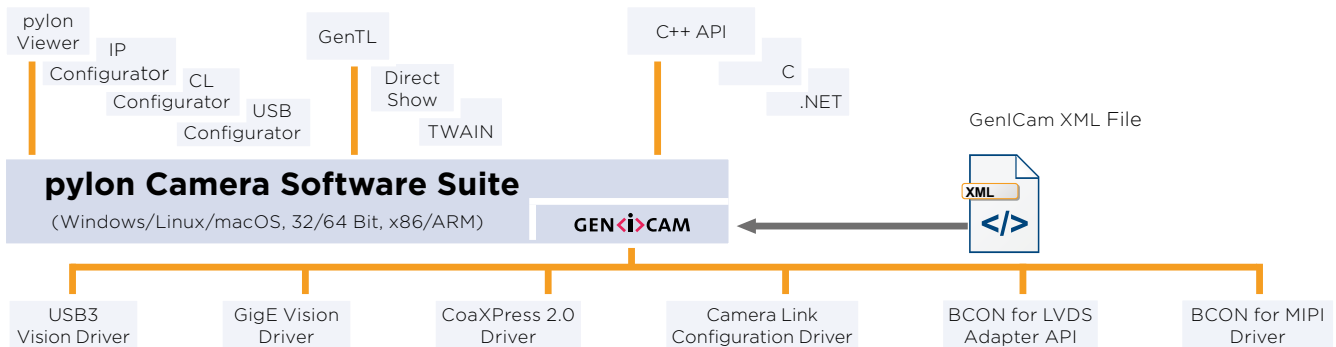 pylon
Viewer
IP
Configurator
CL
Configurator
USB
Configurator
GenTL
Direct
Show
TWAIN
C++ API
C
.NET
GenICam XML File
pylon Camera Software Suite
(Windows/Linux/macOS, 32/64 Bit, x86/ARM)
GEN<i>CAM
XML
</>
USB3
Vision Driver
GigE Vision
Driver
CoaXPress 2.0
Driver
Camera Link
Configuration Driver
BCON for LVDS
Adapter API
BCON for MIPI
Driver